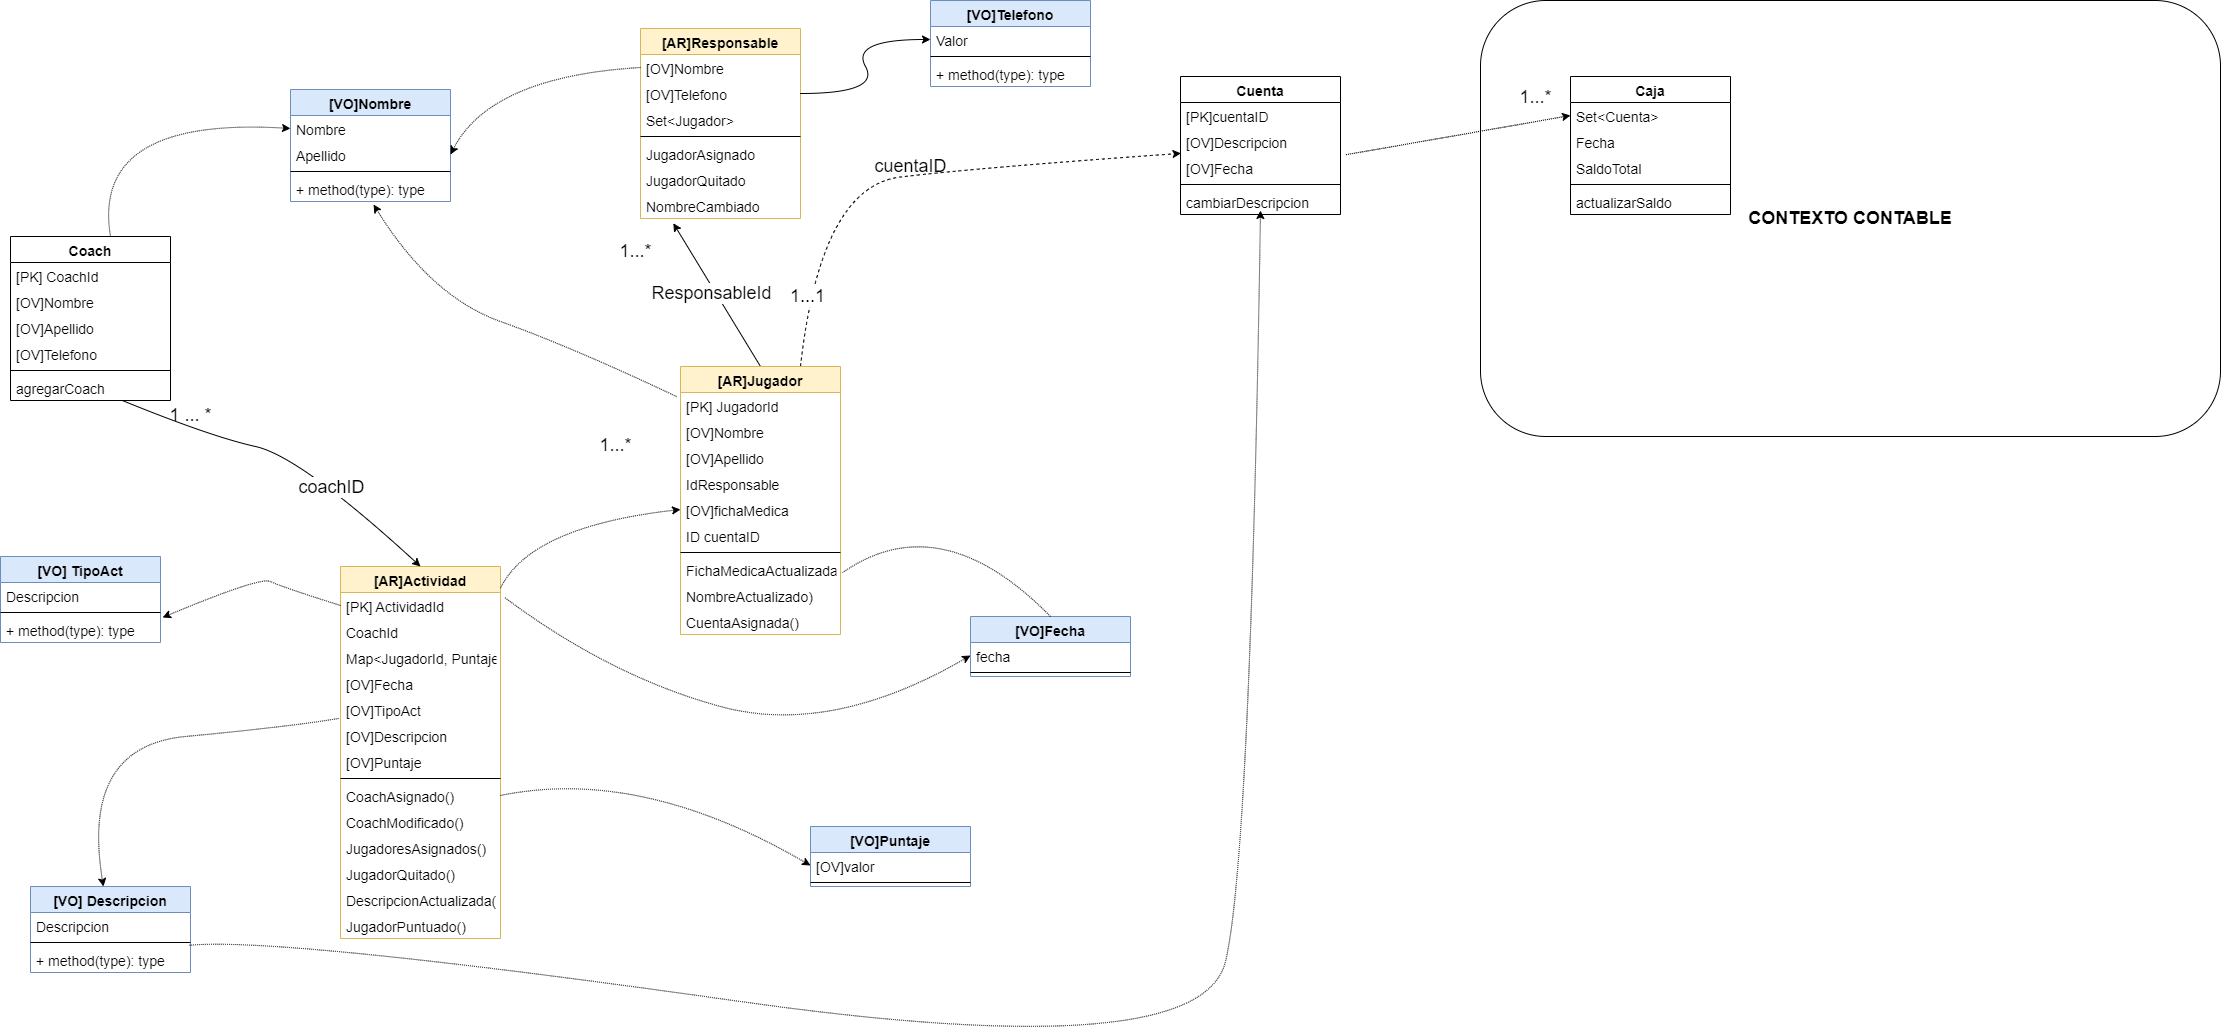 [VO]Telefono
Valor
+ method(type): type
[AR]Responsable
[OV]Nombre
[OV]Telefono
Set<Jugador>
JugadorAsignado
JugadorQuitado
NombreCambiado
[VO]Nombre
Nombre
Apellido
+ method(type): type
Cuenta
[PK]cuentaID
[OV]Descripcion
[OV]Fecha
cambiarDescripcion
1...*
Caja
Set<Cuenta>
Fecha
SaldoTotal
actualizarSaldo
CONTEXTO CONTABLE
cuentaID
Coach
[PK] CoachId
[OV]Nombre
[OV]Apellido
[OV]Telefono
agregarCoach
1...*
ResponsableId
1...1
1 ... *
coachID
1...*
[AR]Jugador
[PK] JugadorId
[OV]Nombre
[OV]Apellido
IdResponsable
[OV]fichaMedica
ID cuentaID
FichaMedicaActualizada
NombreActualizado)
CuentaAsignada()
[VO] TipoAct
Descripcion
+ method(type): type
[AR]Actividad
[PK] ActividadId
CoachId
Map<JugadorId, Puntaje
[OV]Fecha
[OV]TipoAct
[OV]Descripcion
[OV]Puntaje
CoachAsignado()
CoachModificado()
JugadoresAsignados()
JugadorQuitado()
DescripcionActualizada(
JugadorPuntuado()
[VO]Fecha
fecha
[VO]Puntaje
[OV]valor
[VO] Descripcion
Descripcion
+ method(type): type